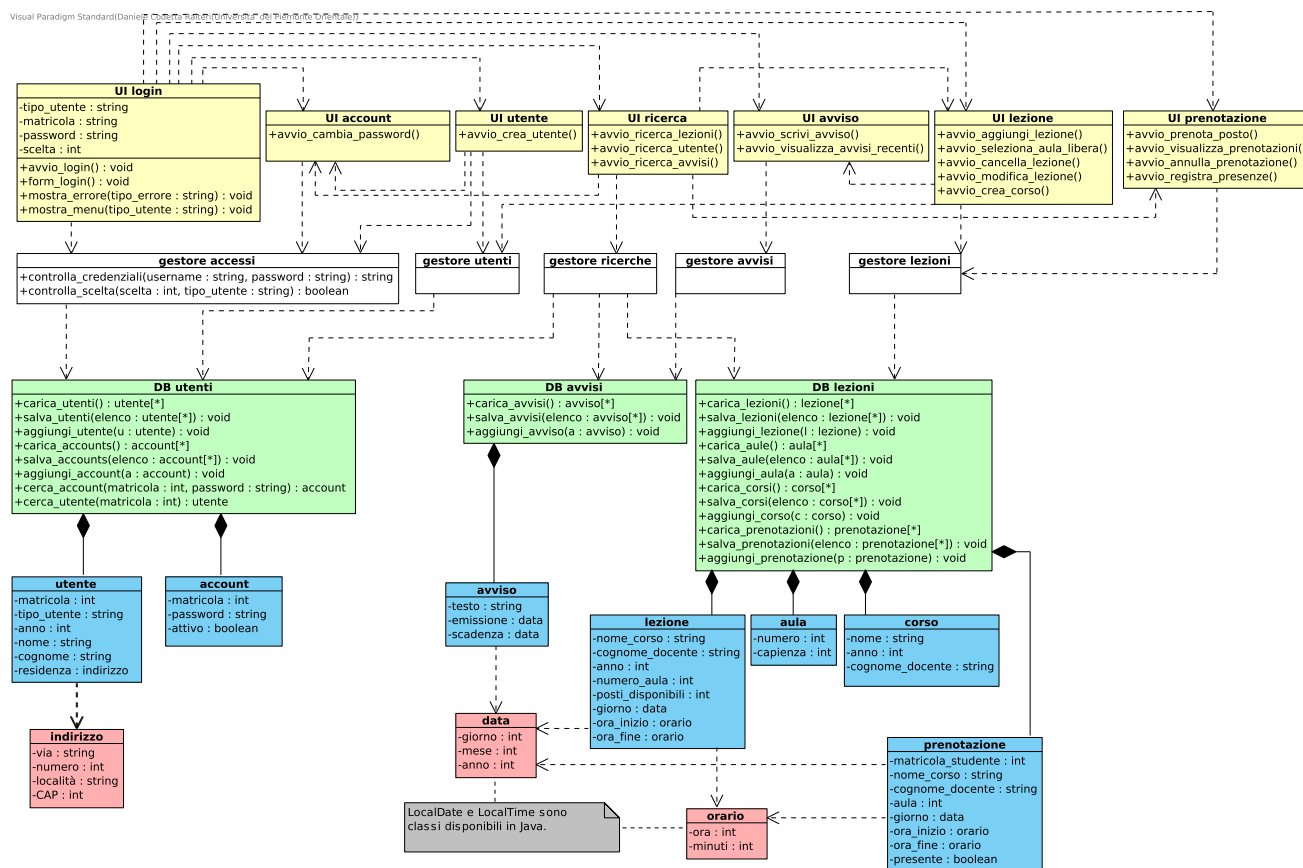 Visual Paradigm Standard(Daniele Codetta Raiteri(Universita' del Piemonte Orientale))
UI login
-tipo_utente : string
-matricola : string
-password : string
-scelta : int
+avvio_login() : void
+form_login() : void
+mostra_errore(tipo_errore : string) : void
+mostra_menu(tipo_utente : string) : void
UI account
+avvio_cambia_password()
UI utente
+avvio_crea_utente()
UI ricerca
+avvio_ricerca_lezioni()
+avvio_ricerca_utente()
+avvio_ricerca_avvisi()
UI avviso
+avvio_scrivi_avviso()
+avvio_visualizza_avvisi_recenti()
UI lezione
+avvio_aggiungi_lezione()
+avvio_seleziona_aula_libera()
+avvio_cancella_lezione()
+avvio_modifica_lezione()
+avvio_crea_corso()
UI prenotazione
+avvio_prenota_posto()
+avvio_visualizza_prenotazioni()
+avvio_annulla_prenotazione()
+avvio_registra_presenze()
gestore accessi
+controlla_credenziali(username : string, password : string) : string
+controlla_scelta(scelta : int, tipo_utente : string) : boolean
gestore utenti
gestore ricerche
gestore avvisi
gestore lezioni
DB utenti
+carica_utenti() : utente[*]
+salva_utenti(elenco : utente[*]) : void
+aggiungi_utente(u : utente) : void
+carica_accounts() : account[*]
+salva_accounts(elenco : account[*]) : void
+aggiungi_account(a : account) : void
+cerca_account(matricola : int, password : string) : account
+cerca_utente(matricola : int) : utente
DB avvisi
+carica_avvisi() : avviso[*]
+salva_avvisi(elenco : avviso[*]) : void
+aggiungi_avviso(a : avviso) : void
DB lezioni
+carica_lezioni() : lezione[*]
+salva_lezioni(elenco : lezione[*]) : void
+aggiungi_lezione(l : lezione) : void
+carica_aule() : aula[*]
+salva_aule(elenco : aula[*]) : void
+aggiungi_aula(a : aula) : void
+carica_corsi() : corso[*]
+salva_corsi(elenco : corso[*]) : void
+aggiungi_corso(c : corso) : void
+carica_prenotazioni() : prenotazione[*]
+salva_prenotazioni(elenco : prenotazione[*]) : void
+aggiungi_prenotazione(p : prenotazione) : void
utente
-matricola : int
-tipo_utente : string
-anno : int
-nome : string
-cognome : string
-residenza : indirizzo
account
-matricola : int
-password : string
-attivo : boolean
avviso
-testo : string
-emissione : data
-scadenza : data
lezione
-nome_corso : string
-cognome_docente : string
-anno : int
-numero_aula : int
-posti_disponibili : int
-giorno : data
-ora_inizio : orario
-ora_fine : orario
aula
-numero : int
-capienza : int
corso
-nome : string
-anno : int
-cognome_docente : string
indirizzo
-via : string
-numero : int
-località : string
-CAP : int
data
-giorno : int
-mese : int
-anno : int
prenotazione
-matricola_studente : int
-nome_corso : string
-cognome_docente : string
-aula : int
-giorno : data
-ora_inizio : orario
-ora_fine : orario
-presente : boolean
LocalDate e LocalTime sono
classi disponibili in Java.
orario
-ora : int
-minuti : int